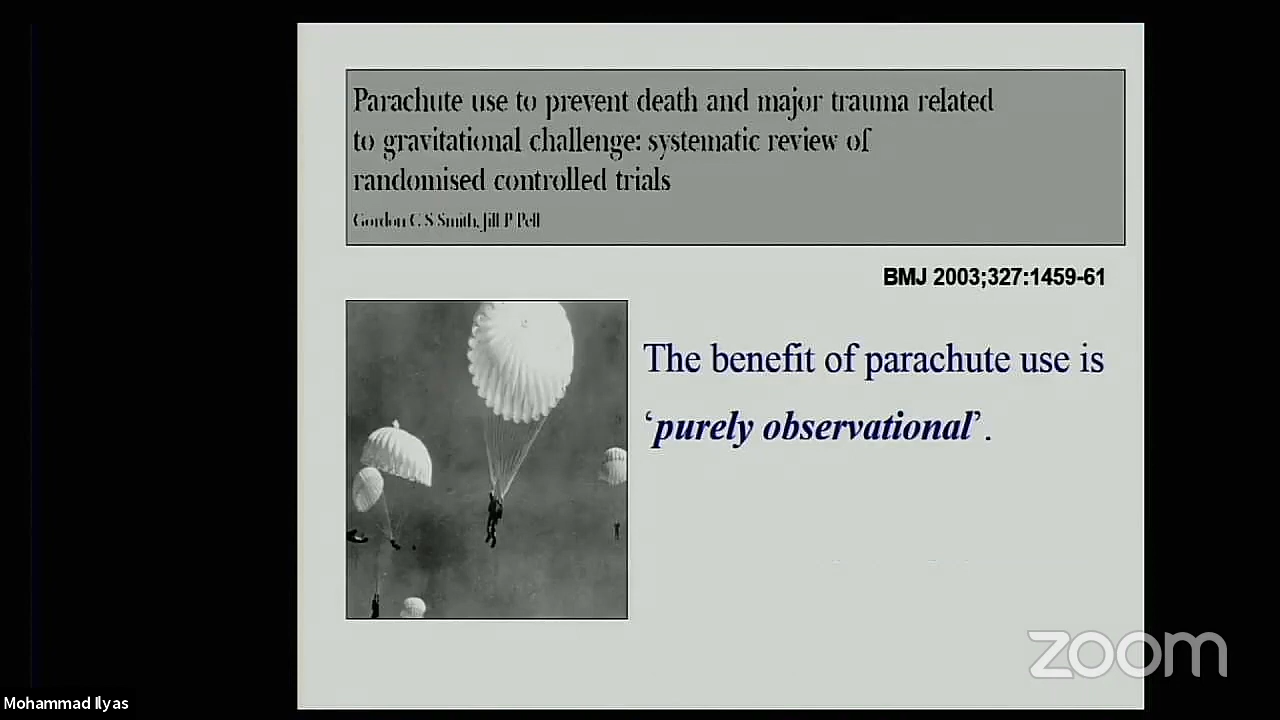 Parachute use to prevent death and major trauma related
to gravitational challenge: systematic review of
randomised controlled trials
Gordon C S Smith, Jill P Pell
BMJ 2003;327:1459-61
The benefit of parachute use is
‘purely observational’.
zoom
Mohammad Ilyas